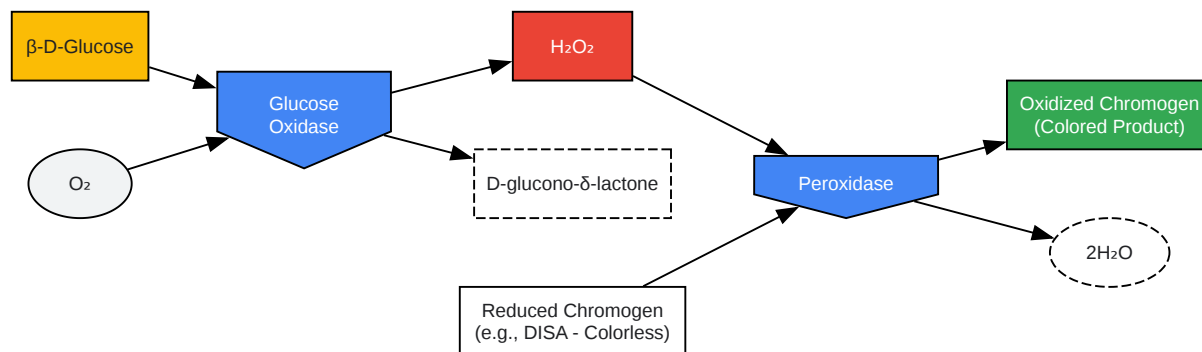 β-D-Glucose
O₂
Glucose
Oxidase
H₂O₂
D-glucono-δ-lactone
Reduced Chromogen
(e.g., DISA - Colorless)
Peroxidase
Oxidized Chromogen
(Colored Product)
2H₂O